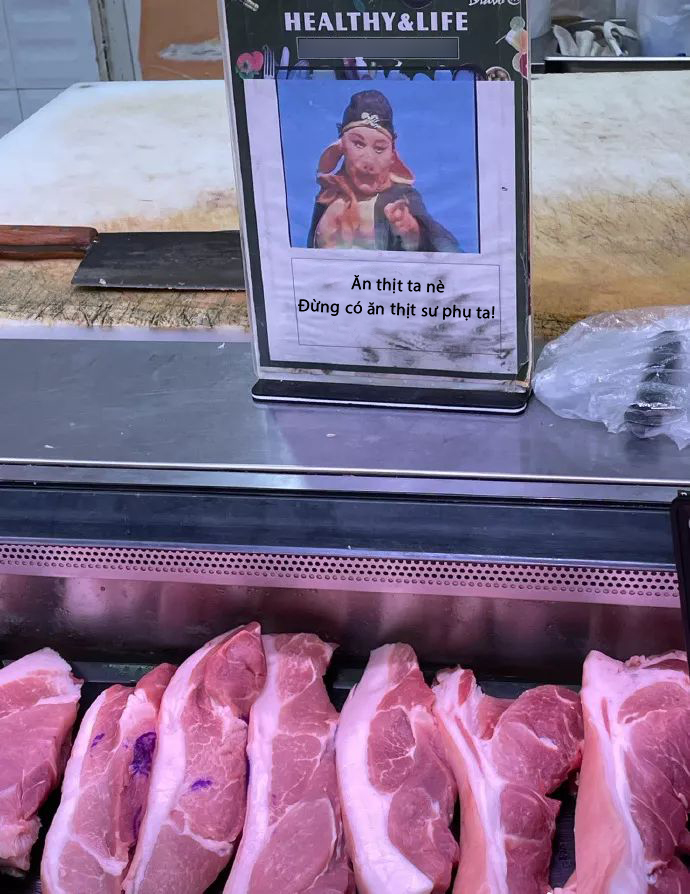 HEALTHY&LIFE
Ăn thịt ta nè
Đừng có ăn thịt sư phụ ta!